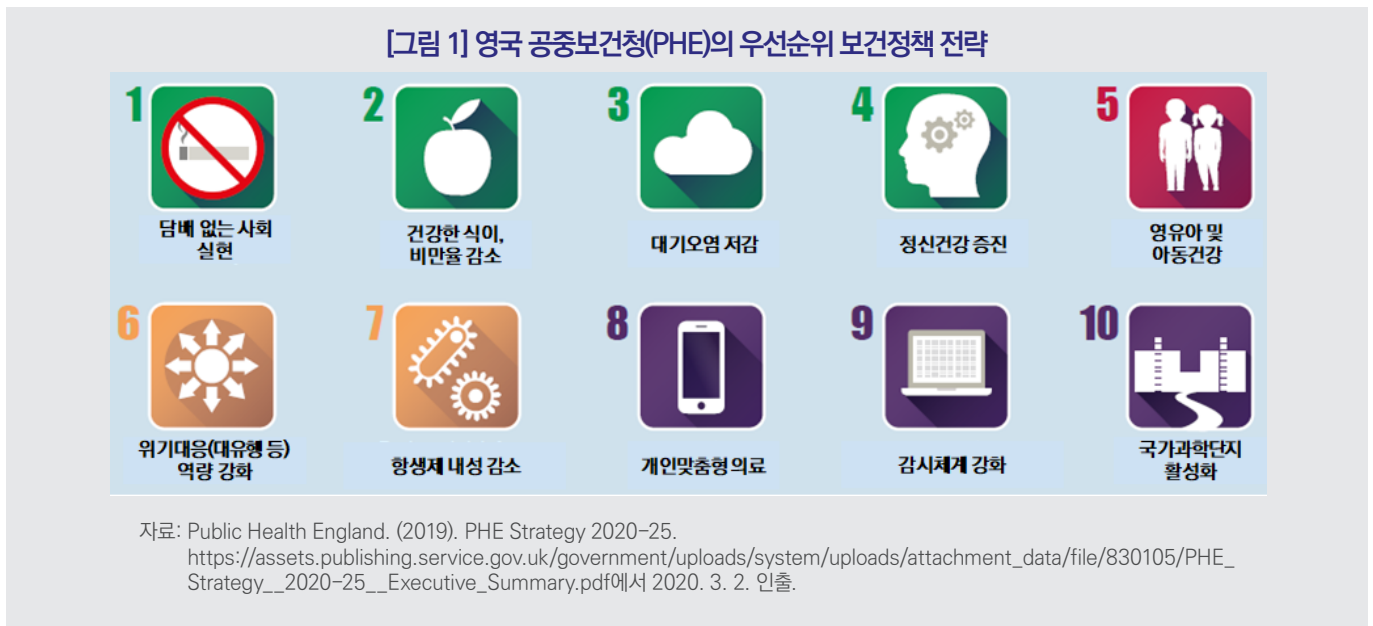 [그림 1] 영국 공중보건청(PHE)의 우선순위 보건정책 전략
1
2
3
4
5
담배 없는 사회
실현
건강한 식이,
비만율 감소
대기오염 저감
정신건강 증진
영유아 및
아동건강
6
7
8
9
10
위기대응(대유행 등)
역량 강화
항생제 내성 감소
개인맞춤형 의료
감시체계 강화
국가과학단지
활성화
자료: Public Health England. (2019). PHE Strategy 2020-25.
https://assets.publishing.service.gov.uk/government/uploads/system/uploads/attachment_data/file/830105/PHE_
Strategy__2020-25__Executive_Summary.pdf에서 2020. 3. 2. 인출.